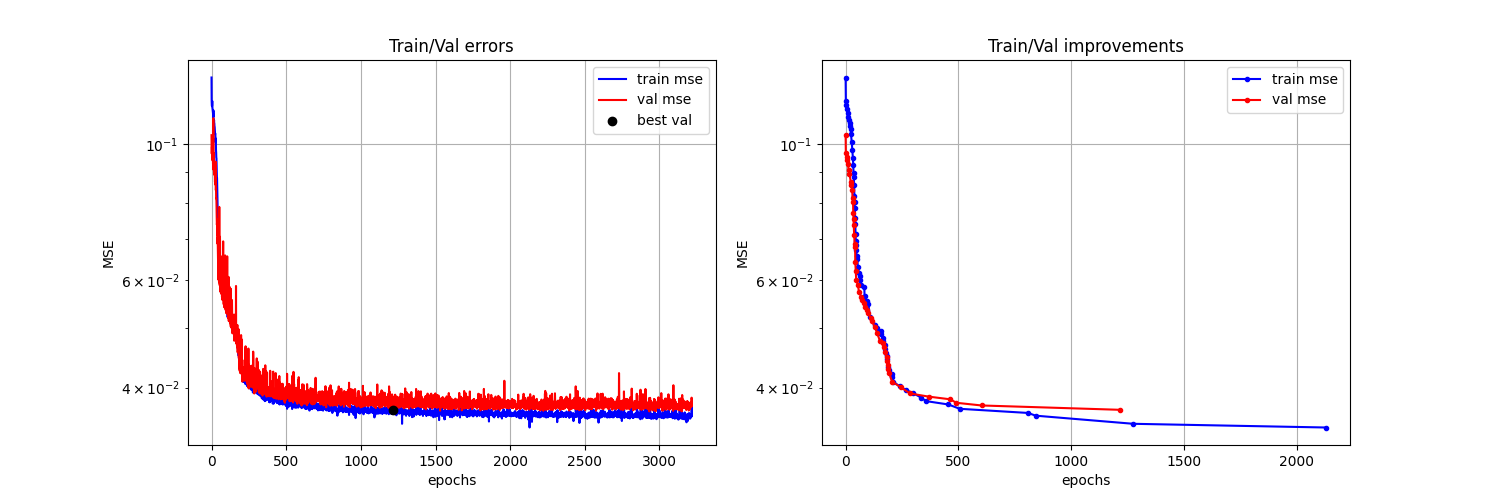 Train/Val errors
train mse
val mse
best val
10⁻¹
6 × 10⁻²
4 × 10⁻²
MSE
0 500 1000 1500 2000 2500 3000
epochs
Train/Val improvements
train mse
val mse
10⁻¹
6 × 10⁻²
4 × 10⁻²
MSE
0 500 1000 1500 2000
epochs